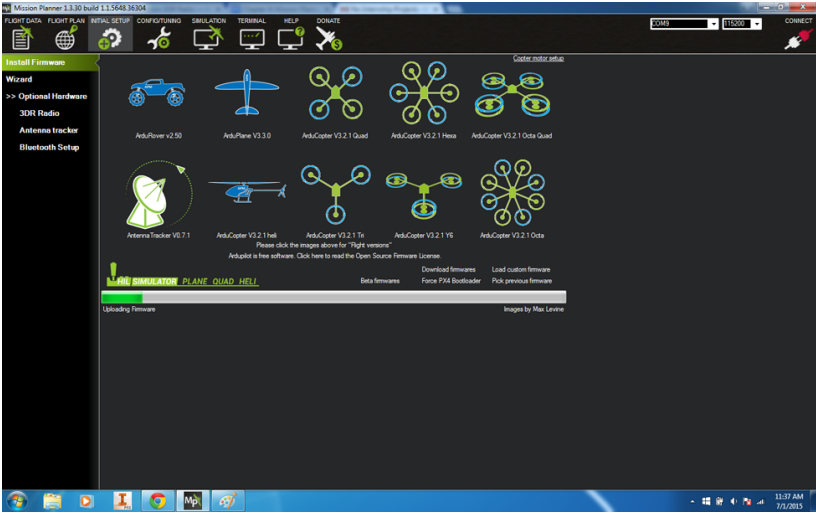 Mission Planner 1.3.30 build 1.1.5648.36304
FLIGHT DATA FLIGHT PLAN INITIAL SETUP CONFIG/TUNING SIMULATION TERMINAL HELP DONATE
COM9 115200 CONNECT
Install Firmware
Wizard
>> Optional Hardware
3DR Radio
Antenna tracker
Bluetooth Setup
Copter motor setup
ArduRover v2.50 ArduPlane V3.3.0 ArduCopter V3.2.1 Quad ArduCopter V3.2.1 Hexa ArduCopter V3.2.1 Octa Quad
Antenna Tracker V0.7.1 ArduCopter V3.2.1 heli ArduCopter V3.2.1 Tri ArduCopter V3.2.1 Y6 ArduCopter V3.2.1 Octa
Please click the images above for "Flight versions"
Ardupilot is free software. Click here to read the Open Source Firmware License.
Download firmwares Load custom firmware
HIL SIMULATOR PLANE QUAD HELI
Beta firmwares Force PX4 Bootloader Pick previous firmware
Uploading Firmware
Images by Max Levine
Mp
11:37 AM
7/1/2015